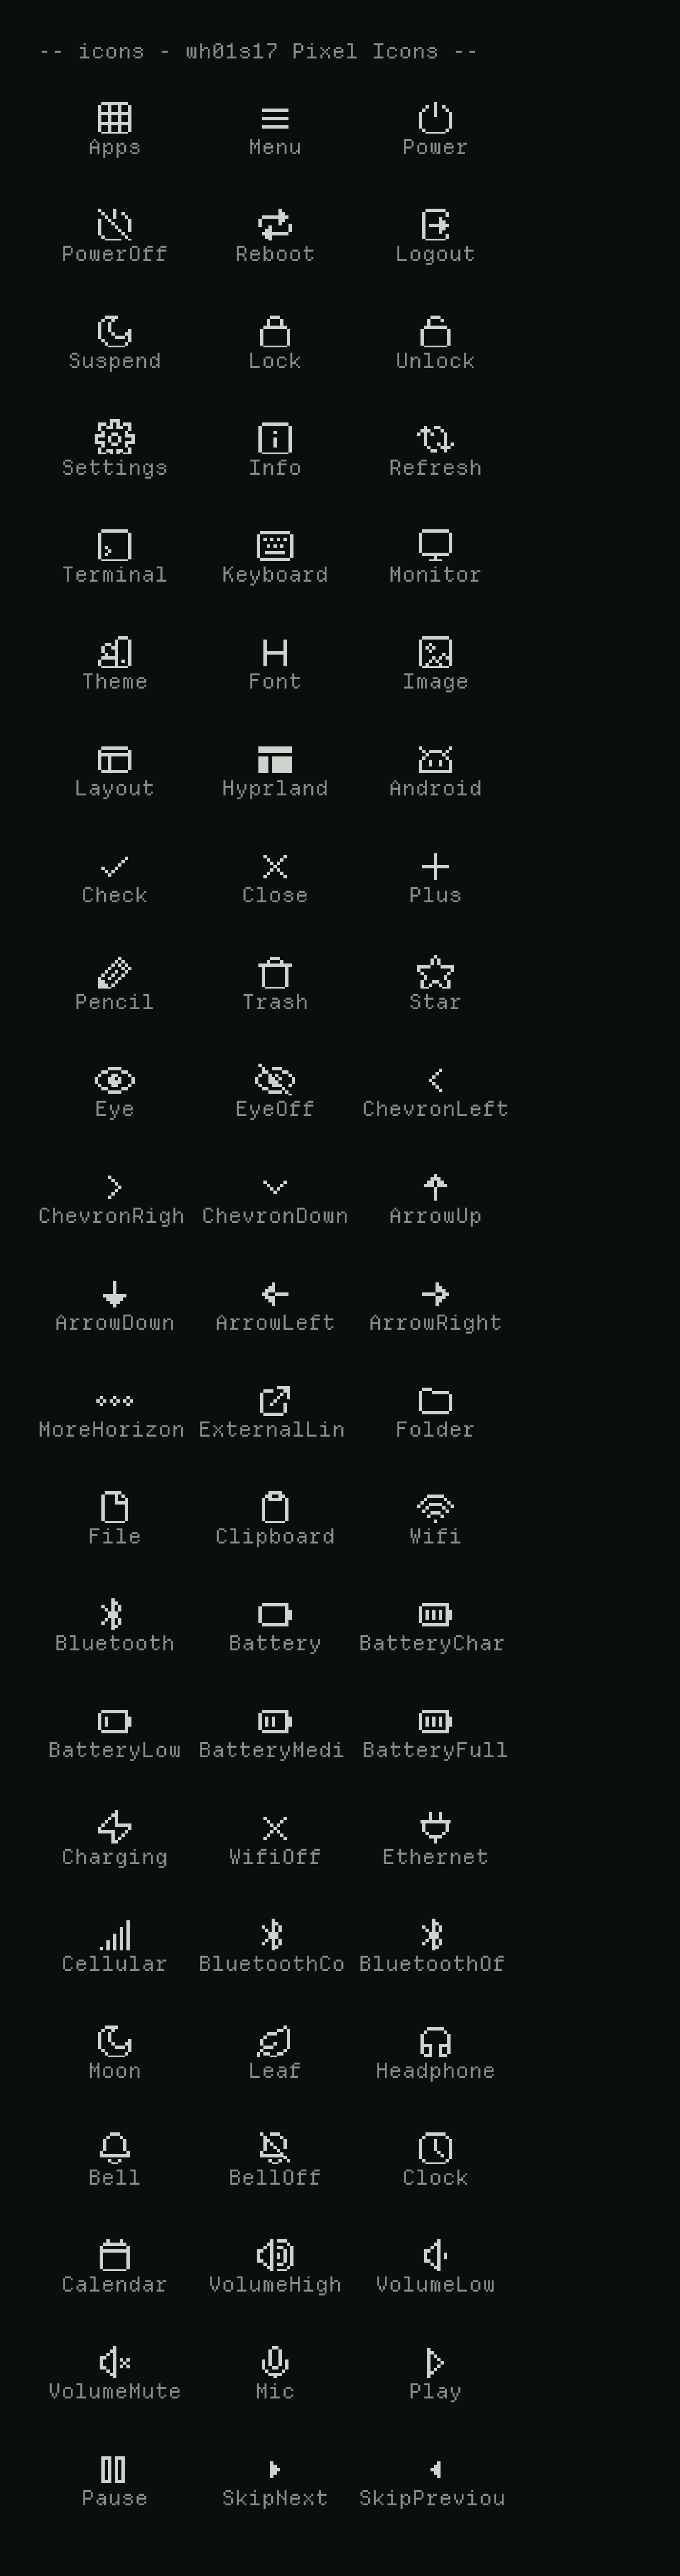 -- icons - wh01s17 Pixel Icons --
Apps Menu Power
PowerOff Reboot Logout
Suspend Lock Unlock
Settings Info Refresh
Terminal Keyboard Monitor
Theme Font Image
Layout Hyprland Android
Check Close Plus
Pencil Trash Star
Eye EyeOff ChevronLeft
ChevronRigh ChevronDown ArrowUp
ArrowDown ArrowLeft ArrowRight
MoreHorizon ExternalLin Folder
File Clipboard Wifi
Bluetooth Battery BatteryChar
BatteryLow BatteryMedi BatteryFull
Charging WifiOff Ethernet
Cellular BluetoothCo BluetoothOf
Moon Leaf Headphone
Bell BellOff Clock
Calendar VolumeHigh VolumeLow
VolumeMute Mic Play
Pause SkipNext SkipPreviou